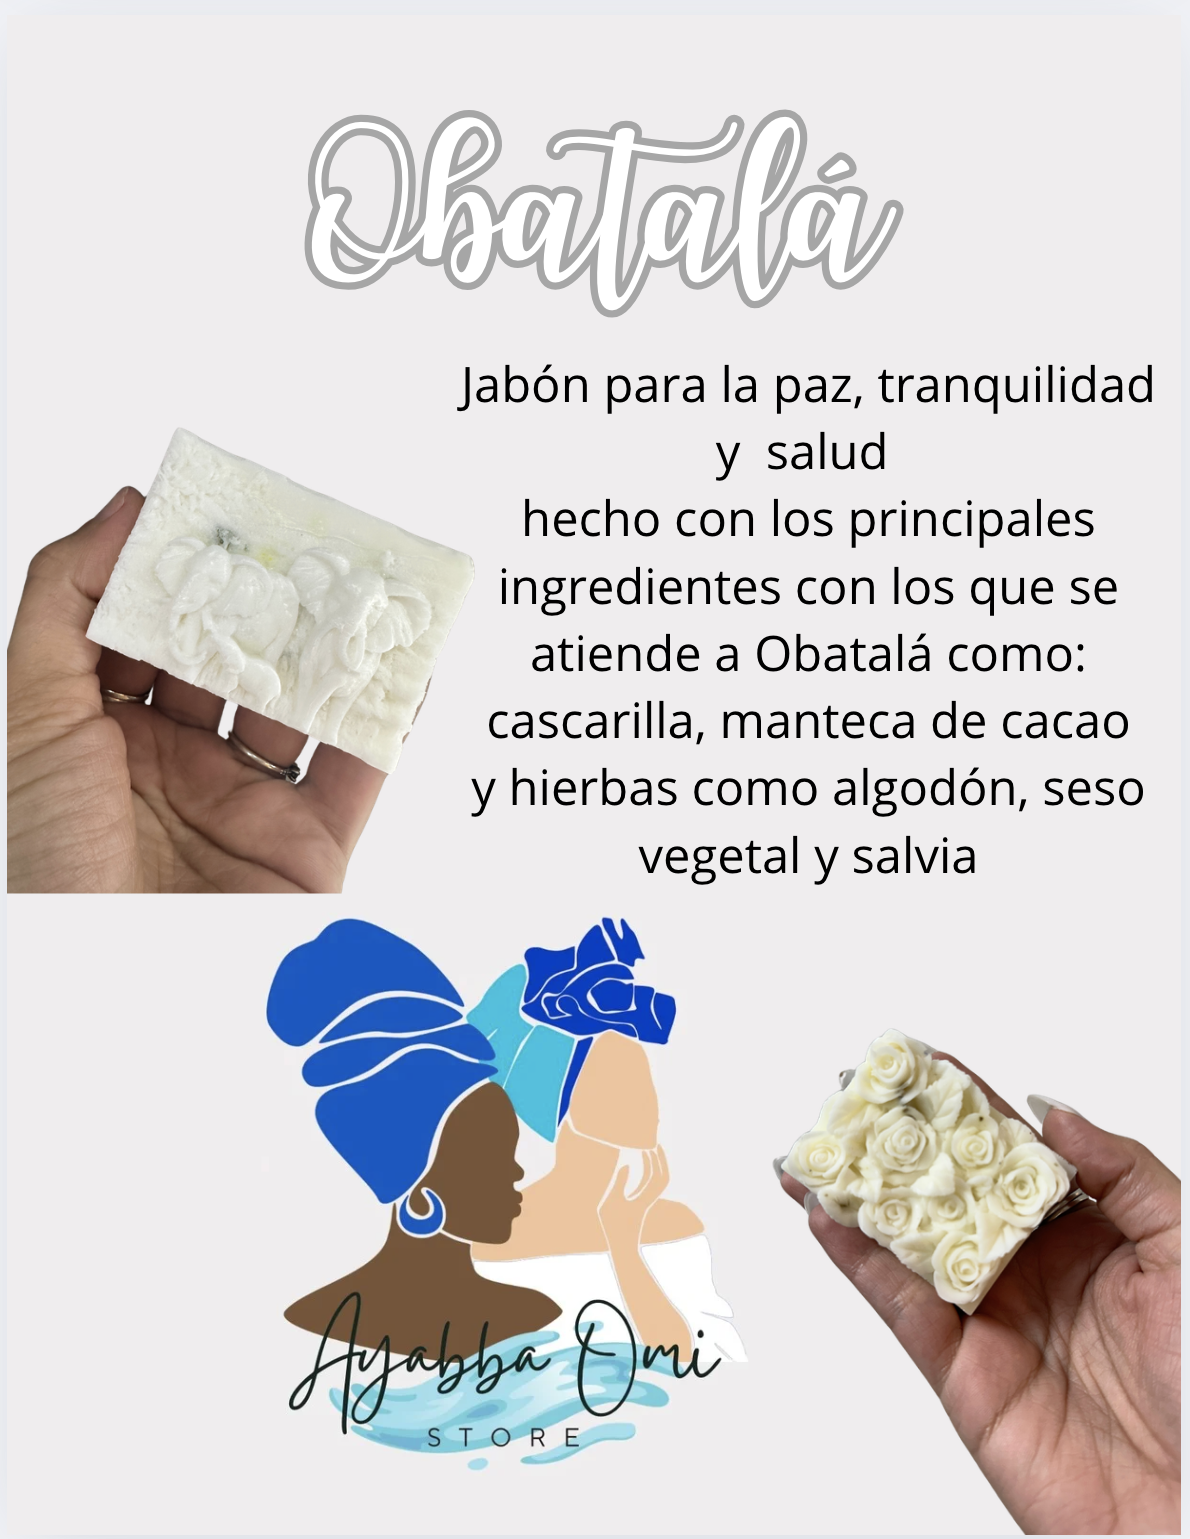 Obatalá
Jabón para la paz, tranquilidad
y  salud
hecho con los principales
ingredientes con los que se
atiende a Obatalá como:
cascarilla, manteca de cacao
y hierbas como algodón, seso
vegetal y salvia
Ayabba Omi
STORE